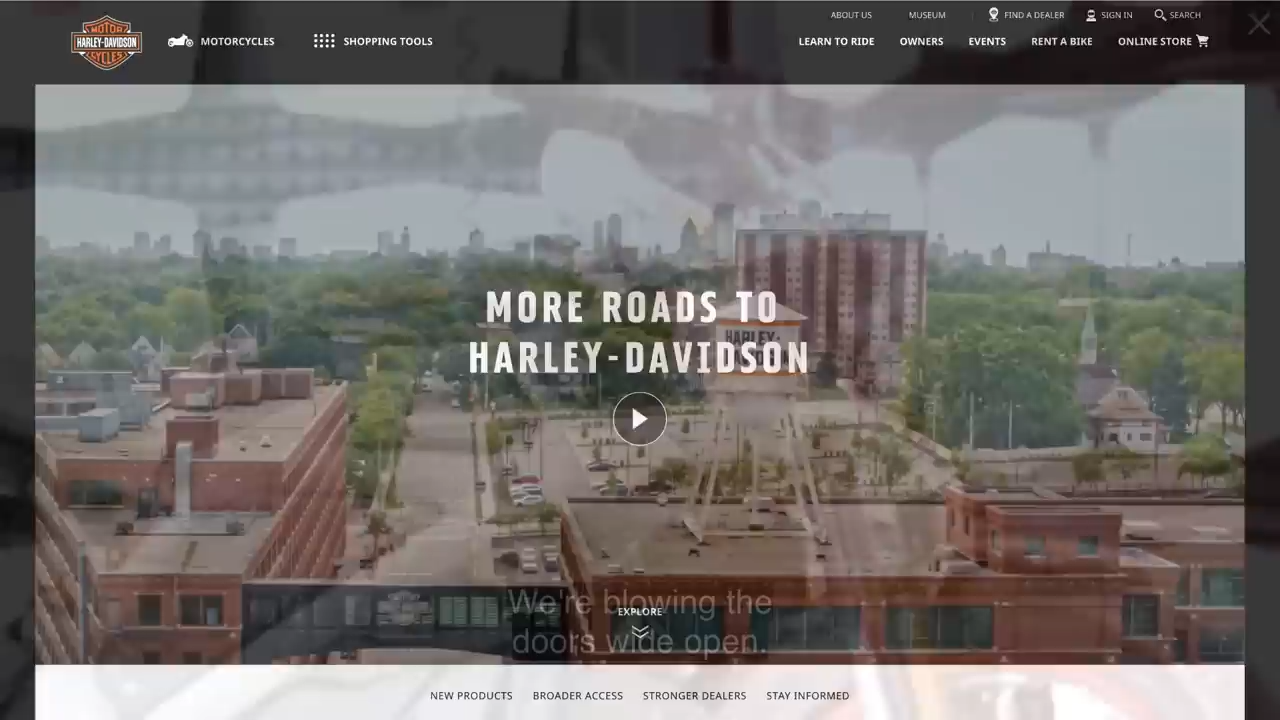 ABOUT US
MUSEUM
FIND A DEALER
SIGN IN
SEARCH
MOTOR
HARLEY-DAVIDSON
CYCLES
MOTORCYCLES
SHOPPING TOOLS
LEARN TO RIDE
OWNERS
EVENTS
RENT A BIKE
ONLINE STORE
MORE ROADS TO
HARLEY-DAVIDSON
HARLEY-
We're blowing the
doors wide open.
EXPLORE
NEW PRODUCTS
BROADER ACCESS
STRONGER DEALERS
STAY INFORMED